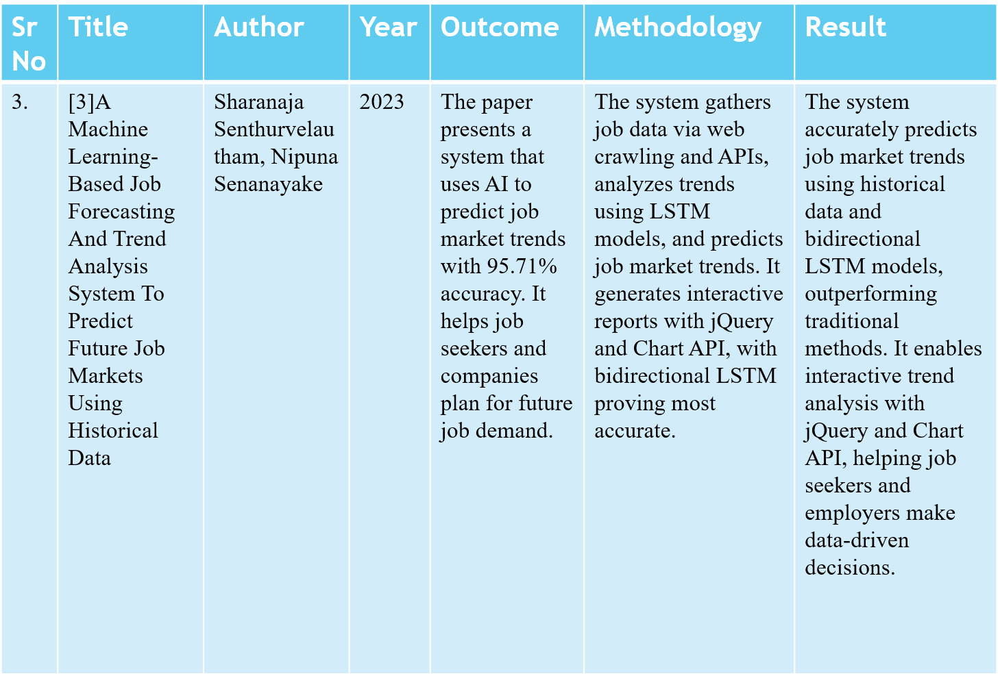 Sr No
Title
Author
Year
Outcome
Methodology
Result
3.
[3]A
Machine
Learning-
Based Job
Forecasting
And Trend
Analysis
System To
Predict
Future Job
Markets
Using
Historical
Data
Sharanaja
Senthurvelau
tham, Nipuna
Senanayake
2023
The paper
presents a
system that
uses AI to
predict job
market trends
with 95.71%
accuracy. It
helps job
seekers and
companies
plan for future
job demand.
The system gathers
job data via web
crawling and APIs,
analyzes trends
using LSTM
models, and predicts
job market trends. It
generates interactive
reports with jQuery
and Chart API, with
bidirectional LSTM
proving most
accurate.
The system
accurately predicts
job market trends
using historical
data and
bidirectional
LSTM models,
outperforming
traditional
methods. It enables
interactive trend
analysis with
jQuery and Chart
API, helping job
seekers and
employers make
data-driven
decisions.